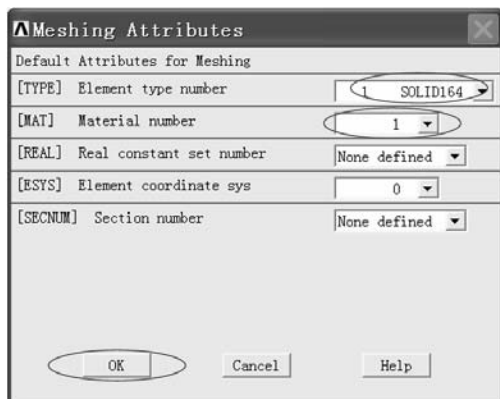 Meshing Attributes
Default Attributes for Meshing
[TYPE] Element type number 1 SOLID164
[MAT] Material number 1
[REAL] Real constant set number None defined
[ESYS] Element coordinate sys 0
[SECNUM] Section number None defined
OK Cancel Help